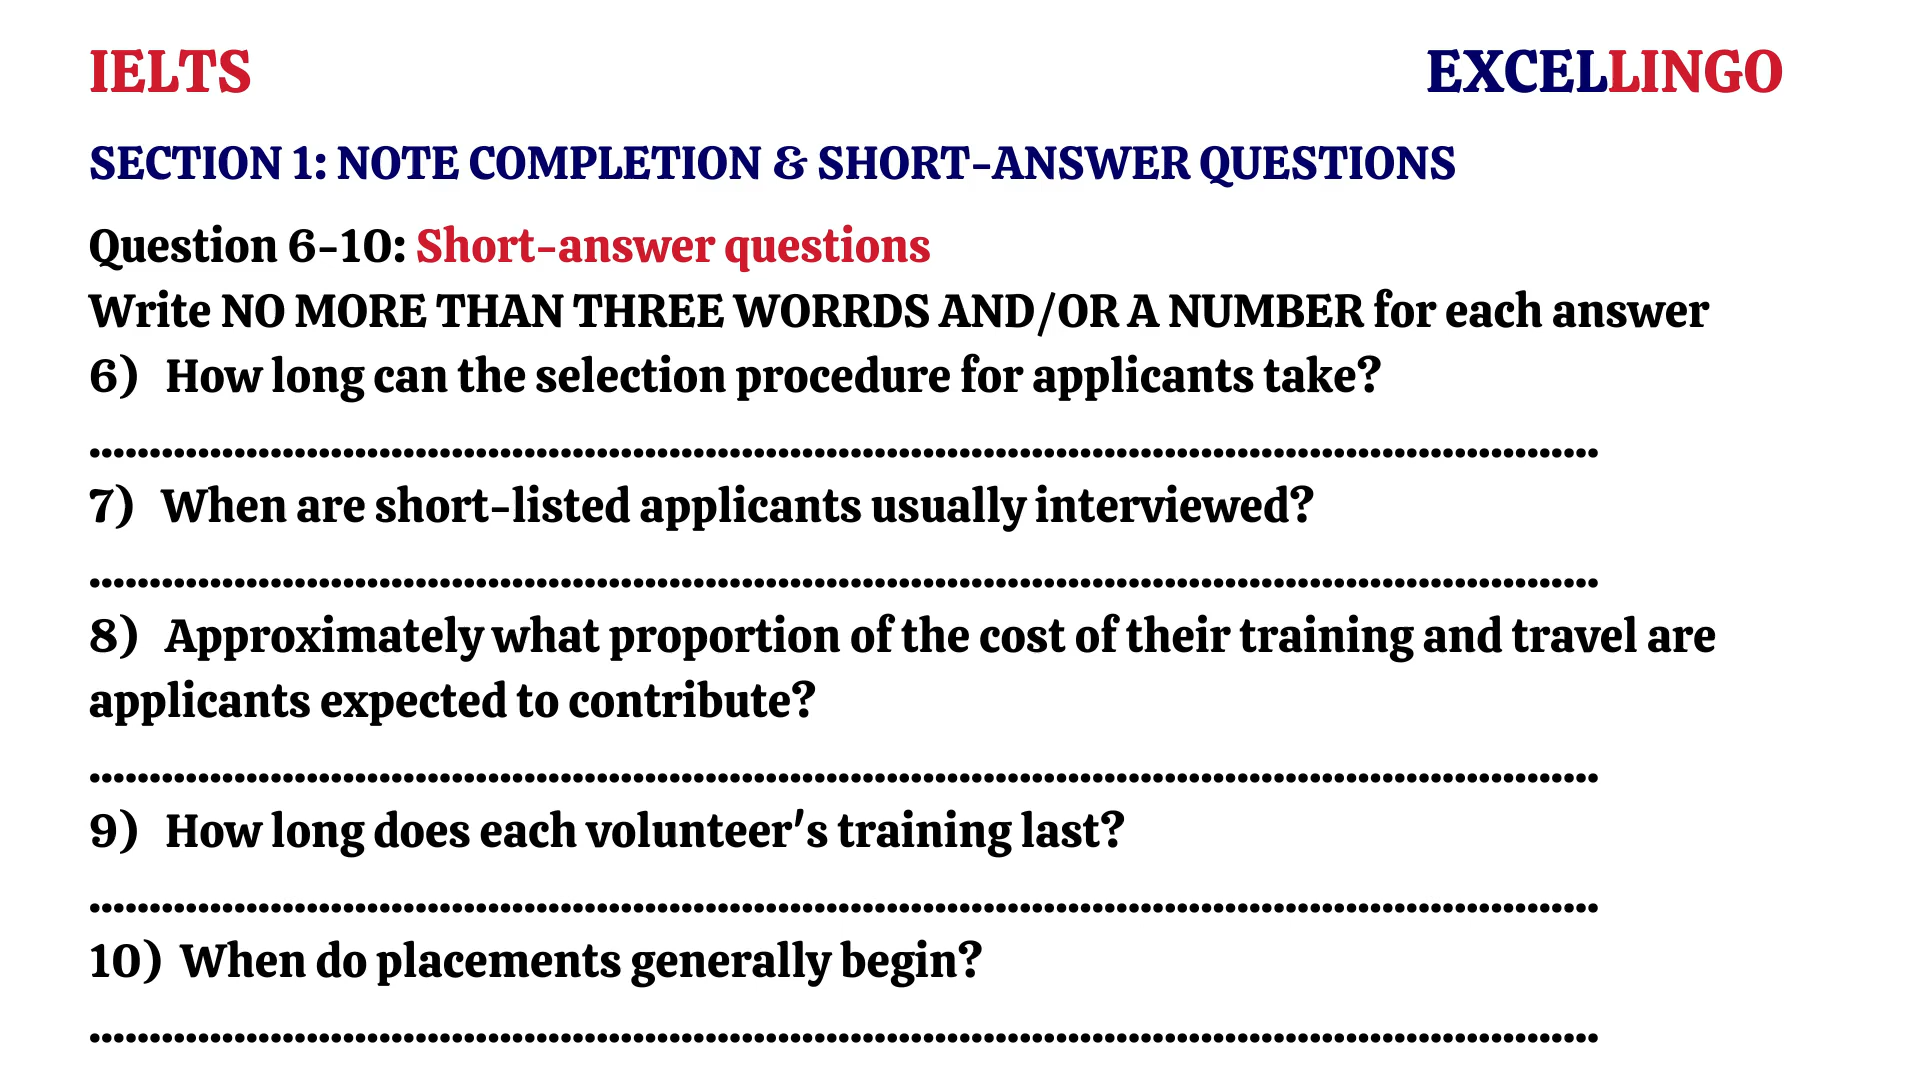 IELTS
EXCELLINGO
SECTION 1: NOTE COMPLETION & SHORT-ANSWER QUESTIONS
Question 6-10: Short-answer questions
Write NO MORE THAN THREE WORRDS AND/OR A NUMBER for each answer
6) How long can the selection procedure for applicants take?
................................................................................................................................
7) When are short-listed applicants usually interviewed?
................................................................................................................................
8) Approximately what proportion of the cost of their training and travel are
applicants expected to contribute?
................................................................................................................................
9) How long does each volunteer's training last?
................................................................................................................................
10) When do placements generally begin?
................................................................................................................................